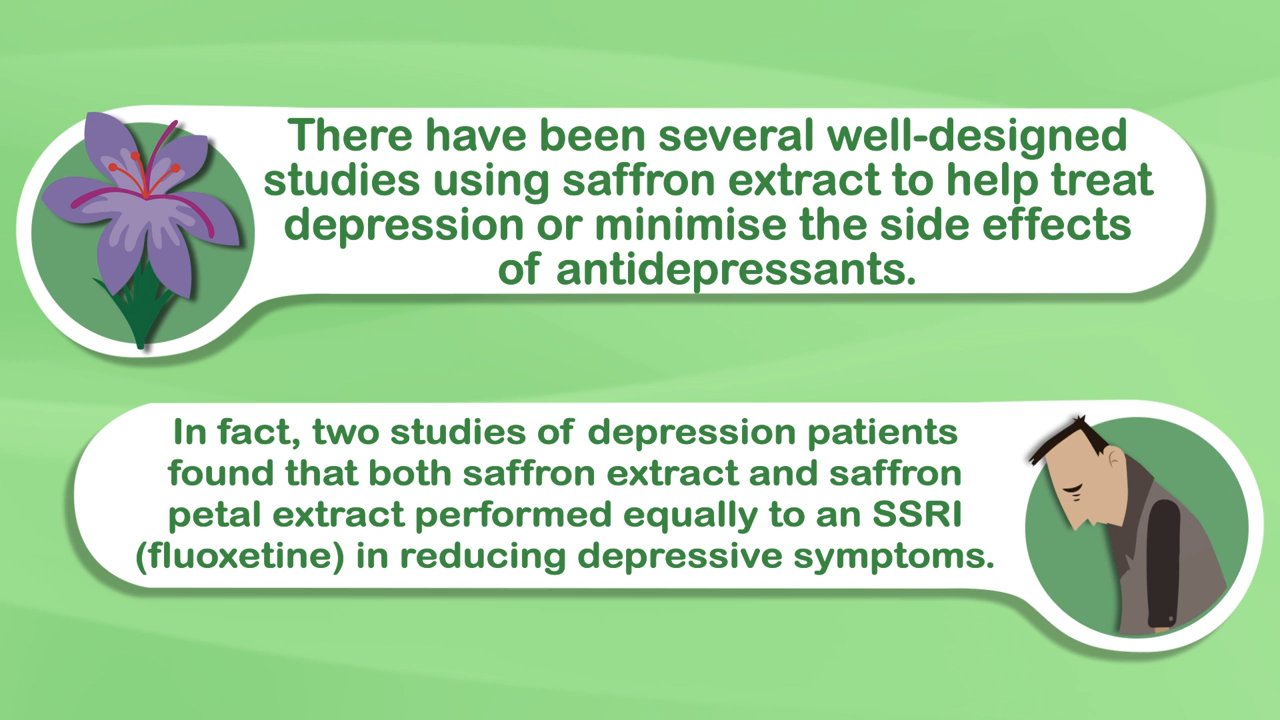 There have been several well-designed
studies using saffron extract to help treat
depression or minimise the side effects
of antidepressants.
In fact, two studies of depression patients
found that both saffron extract and saffron
petal extract performed equally to an SSRI
(fluoxetine) in reducing depressive symptoms.